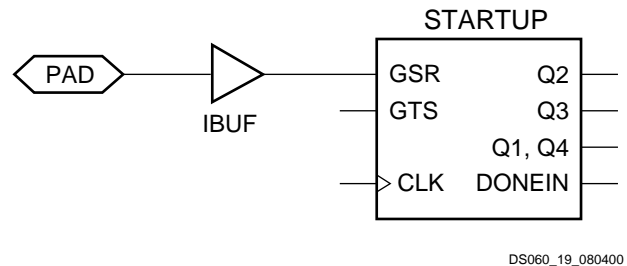 STARTUP
PAD
IBUF
GSR
Q2
GTS
Q3
Q1, Q4
CLK
DONEIN
DS060_19_080400